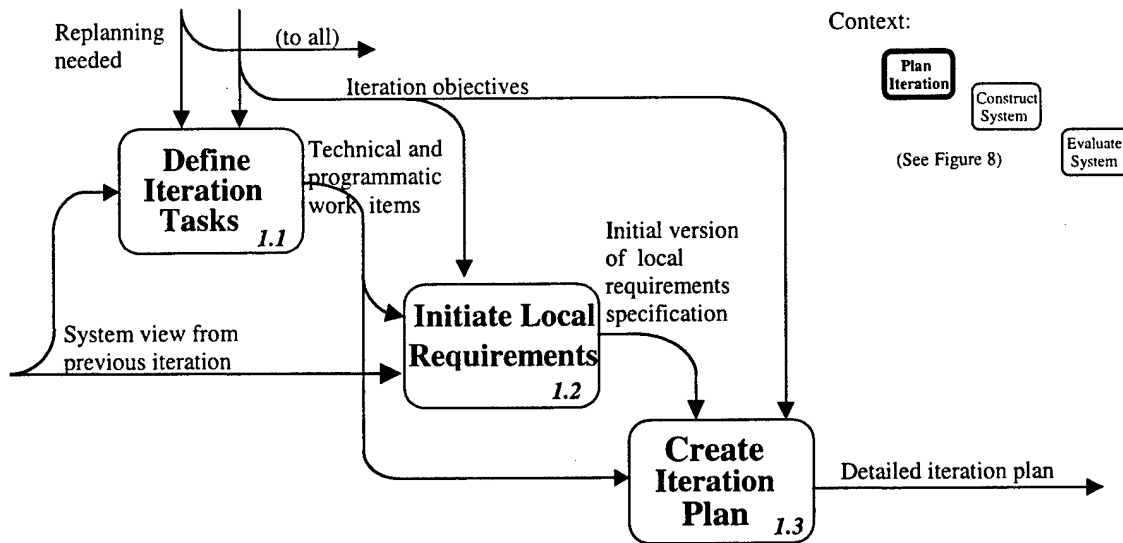 Replanning
needed
(to all)
Iteration objectives
Context:
Plan
Iteration
Construct
System
Evaluate
System
(See Figure 8)
Define
Iteration
Tasks
1.1
Technical and
programmatic
work items
System view from
previous iteration
Initiate Local
Requirements
1.2
Initial version
of local
requirements
specification
Create
Iteration
Plan
1.3
Detailed iteration plan